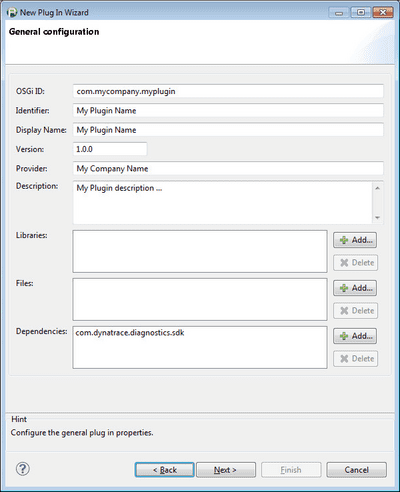 New Plug In Wizard
General configuration
OSGi ID: com.mycompany.myplugin
Identifier: My Plugin Name
Display Name: My Plugin Name
Version: 1.0.0
Provider: My Company Name
Description: My Plugin description ...
Libraries: Add...
Delete
Files: Add...
Delete
Dependencies: com.dynatrace.diagnostics.sdk Add...
Delete
Hint
Configure the general plug in properties.
? < Back Next > Finish Cancel